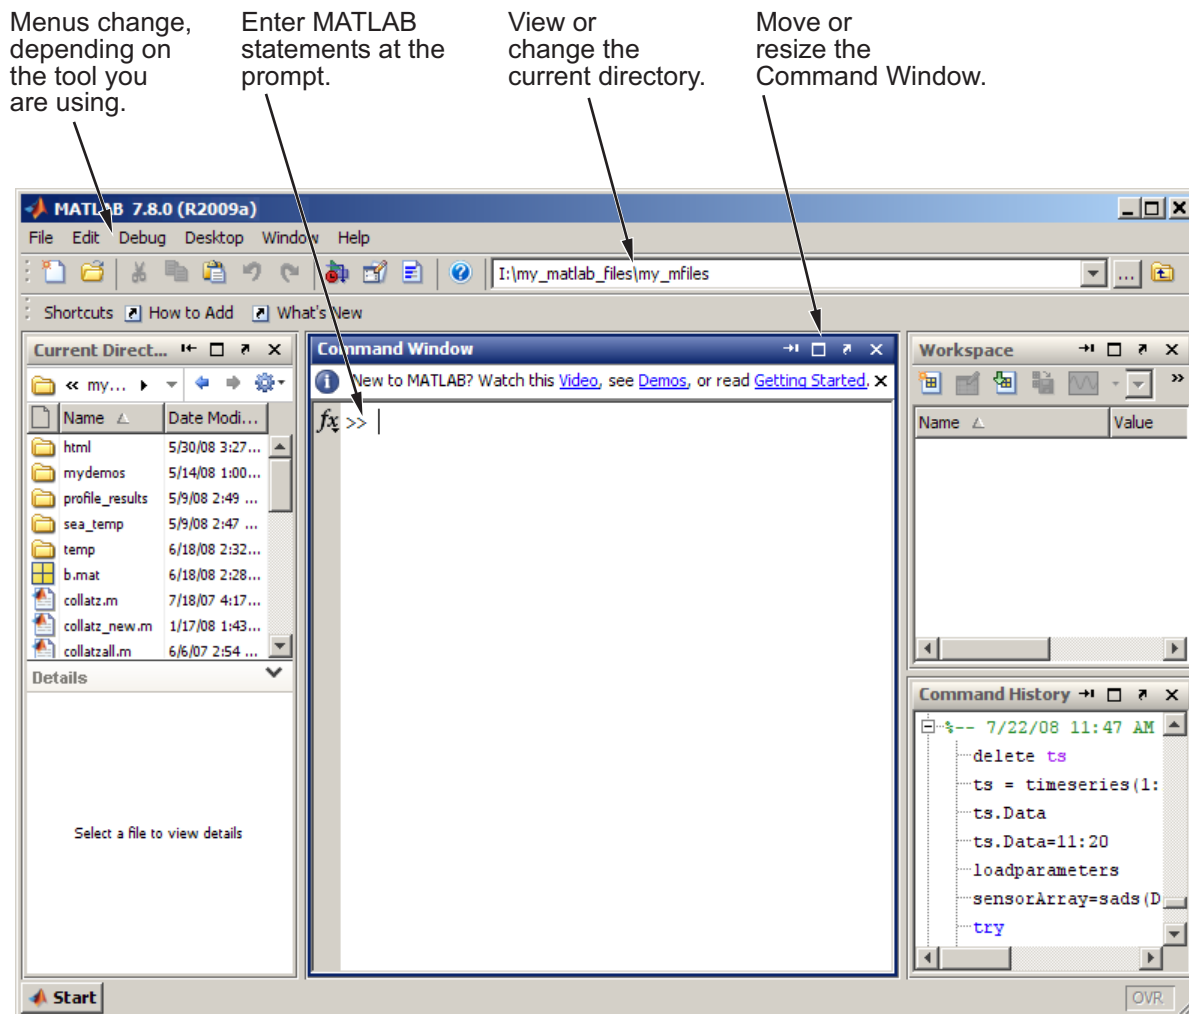 Menus change,
depending on
the tool you
are using.
Enter MATLAB
statements at the
prompt.
View or
change the
current directory.
Move or
resize the
Command Window.
MATLAB 7.8.0 (R2009a)
File Edit Debug Desktop Window Help
I:\my_matlab_files\my_mfiles
...
Shortcuts How to Add What's New
Current Direct...
« my...
Name Date Modi...
html 5/30/08 3:27...
mydemos 5/14/08 1:00...
profile_results 5/9/08 2:49 ...
sea_temp 5/9/08 2:47 ...
temp 6/18/08 2:32...
b.mat 6/18/08 2:28...
collatz.m 7/18/07 4:17...
collatz_new.m 1/17/08 1:43...
collatzall.m 6/6/07 2:54 ...
Details
Select a file to view details
Command Window
New to MATLAB? Watch this Video, see Demos, or read Getting Started.
fx >>
Workspace
»
Name Value
Command History
%-- 7/22/08 11:47 AM
delete ts
ts = timeseries(1:
ts.Data
ts.Data=11:20
loadparameters
sensorArray=sads(D
try
Start
OVR